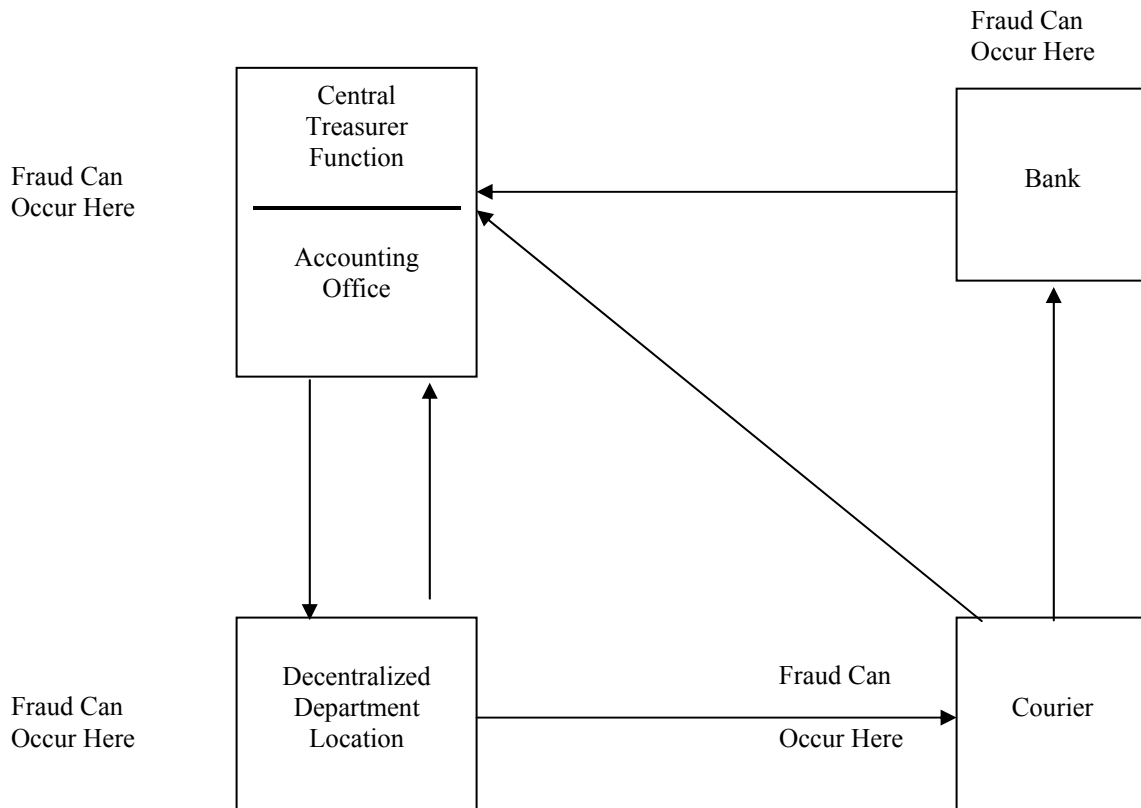 Fraud Can
Occur Here
Central
Treasurer
Function
Fraud Can
Occur Here
Bank
Accounting
Office
Decentralized
Department
Location
Fraud Can
Occur Here
Fraud Can
Occur Here
Courier